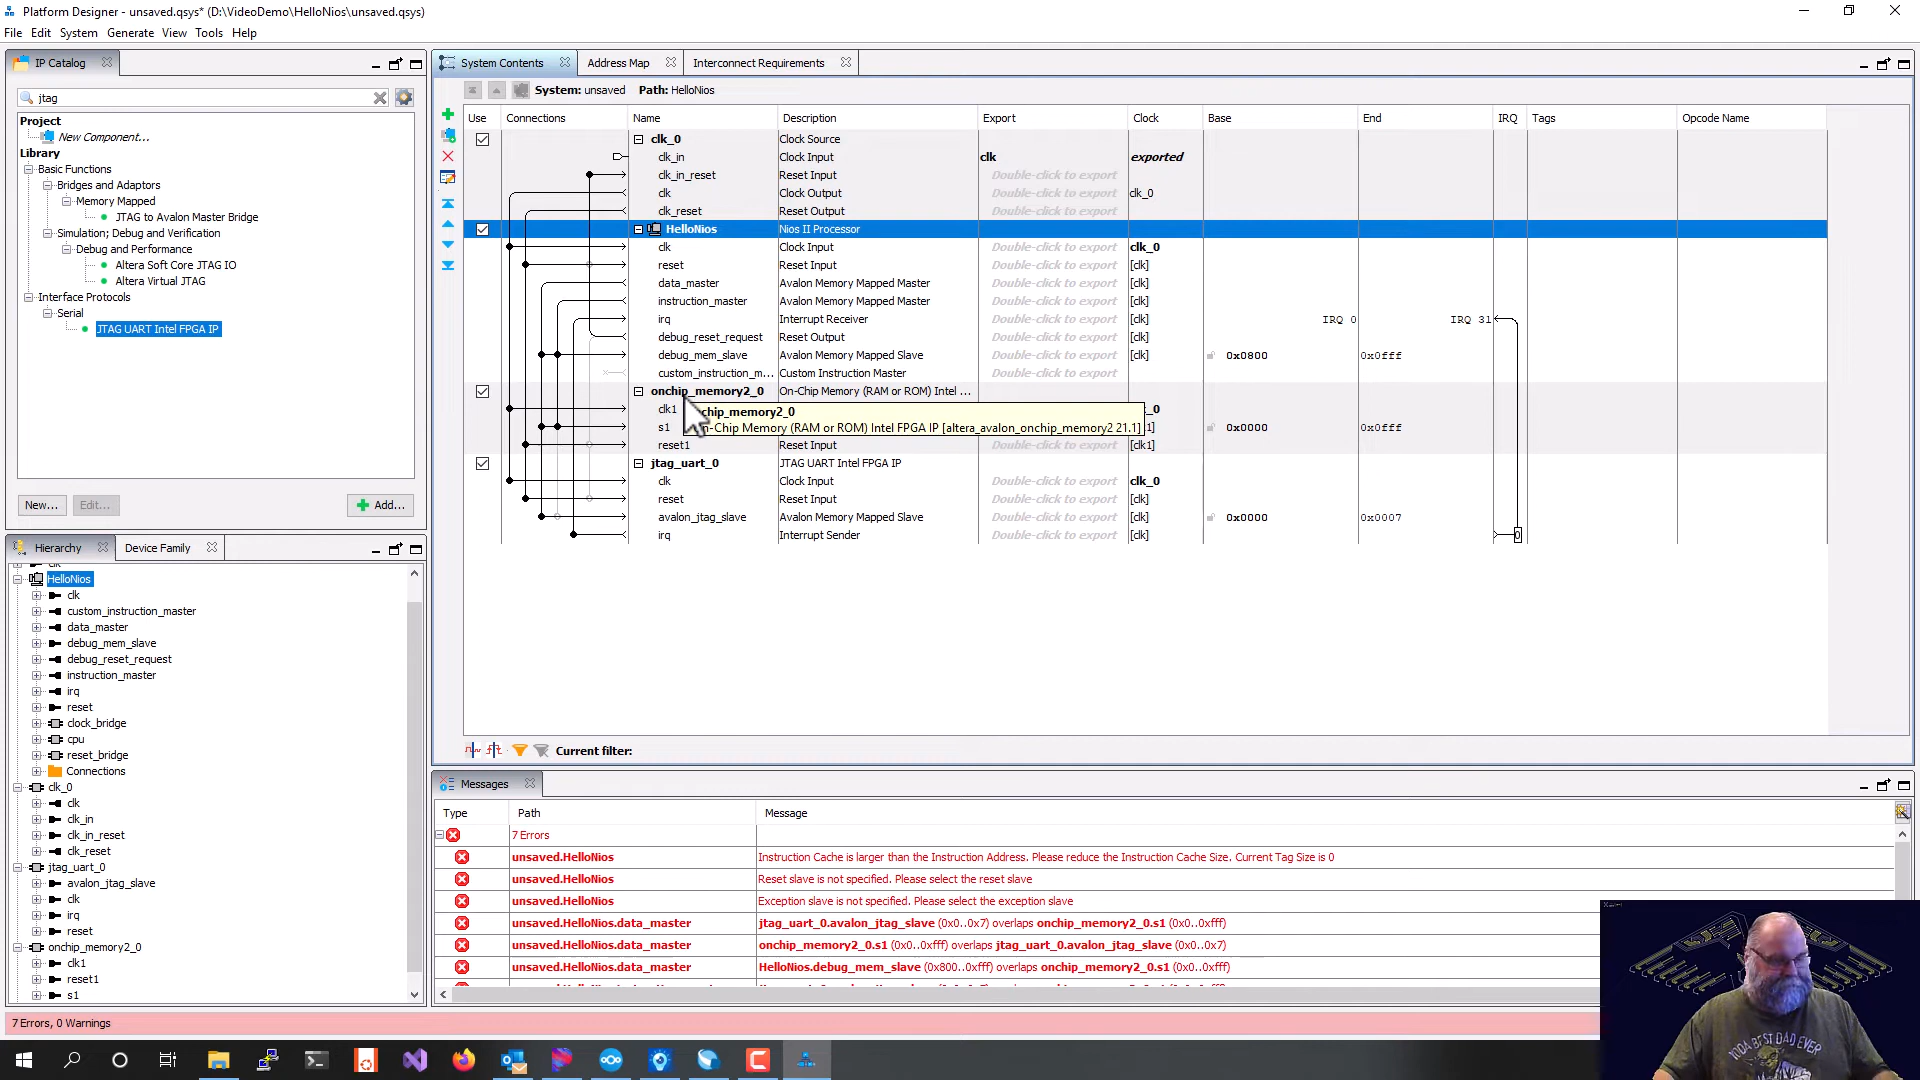 Platform Designer - unsaved.qsys* (D:\VideoDemo\HelloNios\unsaved.qsys)
File Edit System Generate View Tools Help
IP Catalog
jtag
Project
New Component...
Library
Basic Functions
Bridges and Adaptors
Memory Mapped
JTAG to Avalon Master Bridge
Simulation; Debug and Verification
Debug and Performance
Altera Soft Core JTAG IO
Altera Virtual JTAG
Interface Protocols
Serial
JTAG UART Intel FPGA IP
New... Edit... Add...
Hierarchy Device Family
HelloNios
clk
custom_instruction_master
data_master
debug_mem_slave
debug_reset_request
instruction_master
irq
reset
clock_bridge
cpu
reset_bridge
Connections
clk_0
clk
clk_in
clk_in_reset
clk_reset
jtag_uart_0
avalon_jtag_slave
clk
irq
reset
onchip_memory2_0
clk1
reset1
s1
System Contents Address Map Interconnect Requirements
System: unsaved Path: HelloNios
Use Connections Name Description Export Clock Base End IRQ Tags Opcode Name
clk_0 Clock Source
clk_in Clock Input clk exported
clk_in_reset Reset Input Double-click to export
clk Clock Output Double-click to export clk_0
clk_reset Reset Output Double-click to export
HelloNios Nios II Processor
clk Clock Input Double-click to export clk_0
reset Reset Input Double-click to export [clk]
data_master Avalon Memory Mapped Master Double-click to export [clk]
instruction_master Avalon Memory Mapped Master Double-click to export [clk]
irq Interrupt Receiver Double-click to export [clk] IRQ 0 IRQ 31
debug_reset_request Reset Output Double-click to export [clk]
debug_mem_slave Avalon Memory Mapped Slave Double-click to export [clk] 0x0800 0x0fff
custom_instruction_m... Custom Instruction Master Double-click to export
onchip_memory2_0 On-Chip Memory (RAM or ROM) Intel ...
clk1 chip_memory2_0 _0
s1 n-Chip Memory (RAM or ROM) Intel FPGA IP [altera_avalon_onchip_memory2 21.1] 1] 0x0000 0x0fff
reset1 Reset Input Double-click to export [clk1]
jtag_uart_0 JTAG UART Intel FPGA IP
clk Clock Input Double-click to export clk_0
reset Reset Input Double-click to export [clk]
avalon_jtag_slave Avalon Memory Mapped Slave Double-click to export [clk] 0x0000 0x0007
irq Interrupt Sender Double-click to export [clk] 0
Current filter:
Messages
Type Path Message
7 Errors
unsaved.HelloNios Instruction Cache is larger than the Instruction Address. Please reduce the Instruction Cache Size. Current Tag Size is 0
unsaved.HelloNios Reset slave is not specified. Please select the reset slave
unsaved.HelloNios Exception slave is not specified. Please select the exception slave
unsaved.HelloNios.data_master jtag_uart_0.avalon_jtag_slave (0x0..0x7) overlaps onchip_memory2_0.s1 (0x0..0xfff)
unsaved.HelloNios.data_master onchip_memory2_0.s1 (0x0..0xfff) overlaps jtag_uart_0.avalon_jtag_slave (0x0..0x7)
unsaved.HelloNios.data_master HelloNios.debug_mem_slave (0x800..0xfff) overlaps onchip_memory2_0.s1 (0x0..0xfff)
7 Errors, 0 Warnings
BEST DAD EVER